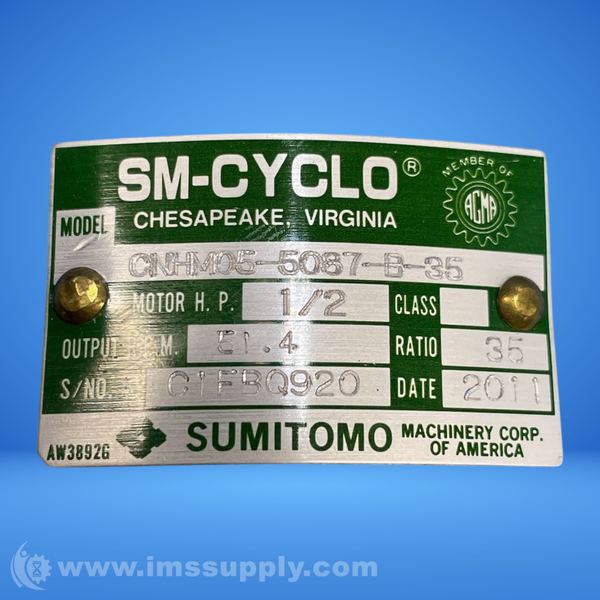 SM-CYCLO®
MEMBER OF
AGMA
CHESAPEAKE, VIRGINIA
MODEL CNHM05-5087-B-35
MOTOR H. P. 1/2 CLASS
OUTPUT R.P.M. 51.4 RATIO 35
S/NO. C1FBQ920 DATE 2011
AW3892G SUMITOMO MACHINERY CORP.
OF AMERICA
www.imssupply.com